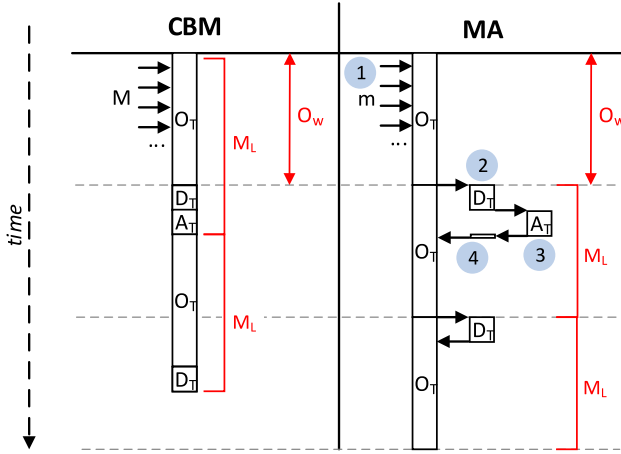 CBM
MA
time
M
...
O_T
M_L
O_w
D_T
A_T
O_T
M_L
D_T
1
m
...
O_T
O_w
2
D_T
A_T
4
3
O_T
M_L
D_T
O_T
M_L